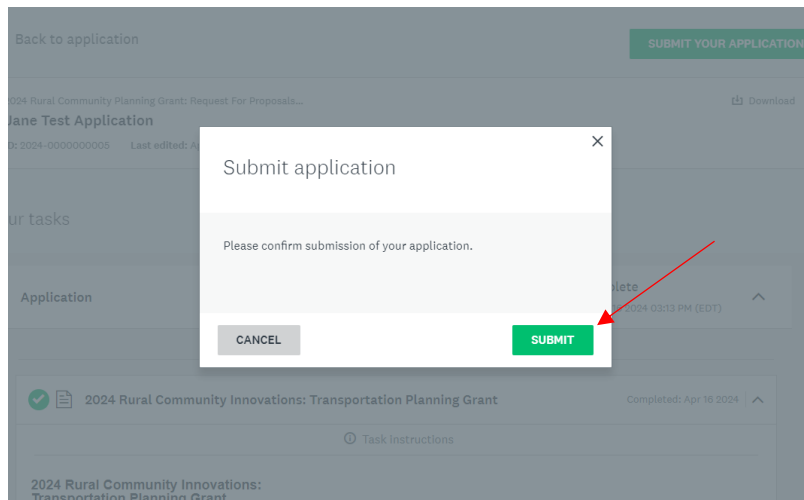 Back to application
SUBMIT YOUR APPLICATION
2024 Rural Community Planning Grant: Request For Proposals...
Download
Jane Test Application
ID: 2024-0000000005 Last edited:
Submit application
ur tasks
Please confirm submission of your application.
Application
plete
16 2024 03:13 PM (EDT)
CANCEL
SUBMIT
2024 Rural Community Innovations: Transportation Planning Grant
Completed: Apr 16 2024
Task instructions
2024 Rural Community Innovations:
Transportation Planning Grant